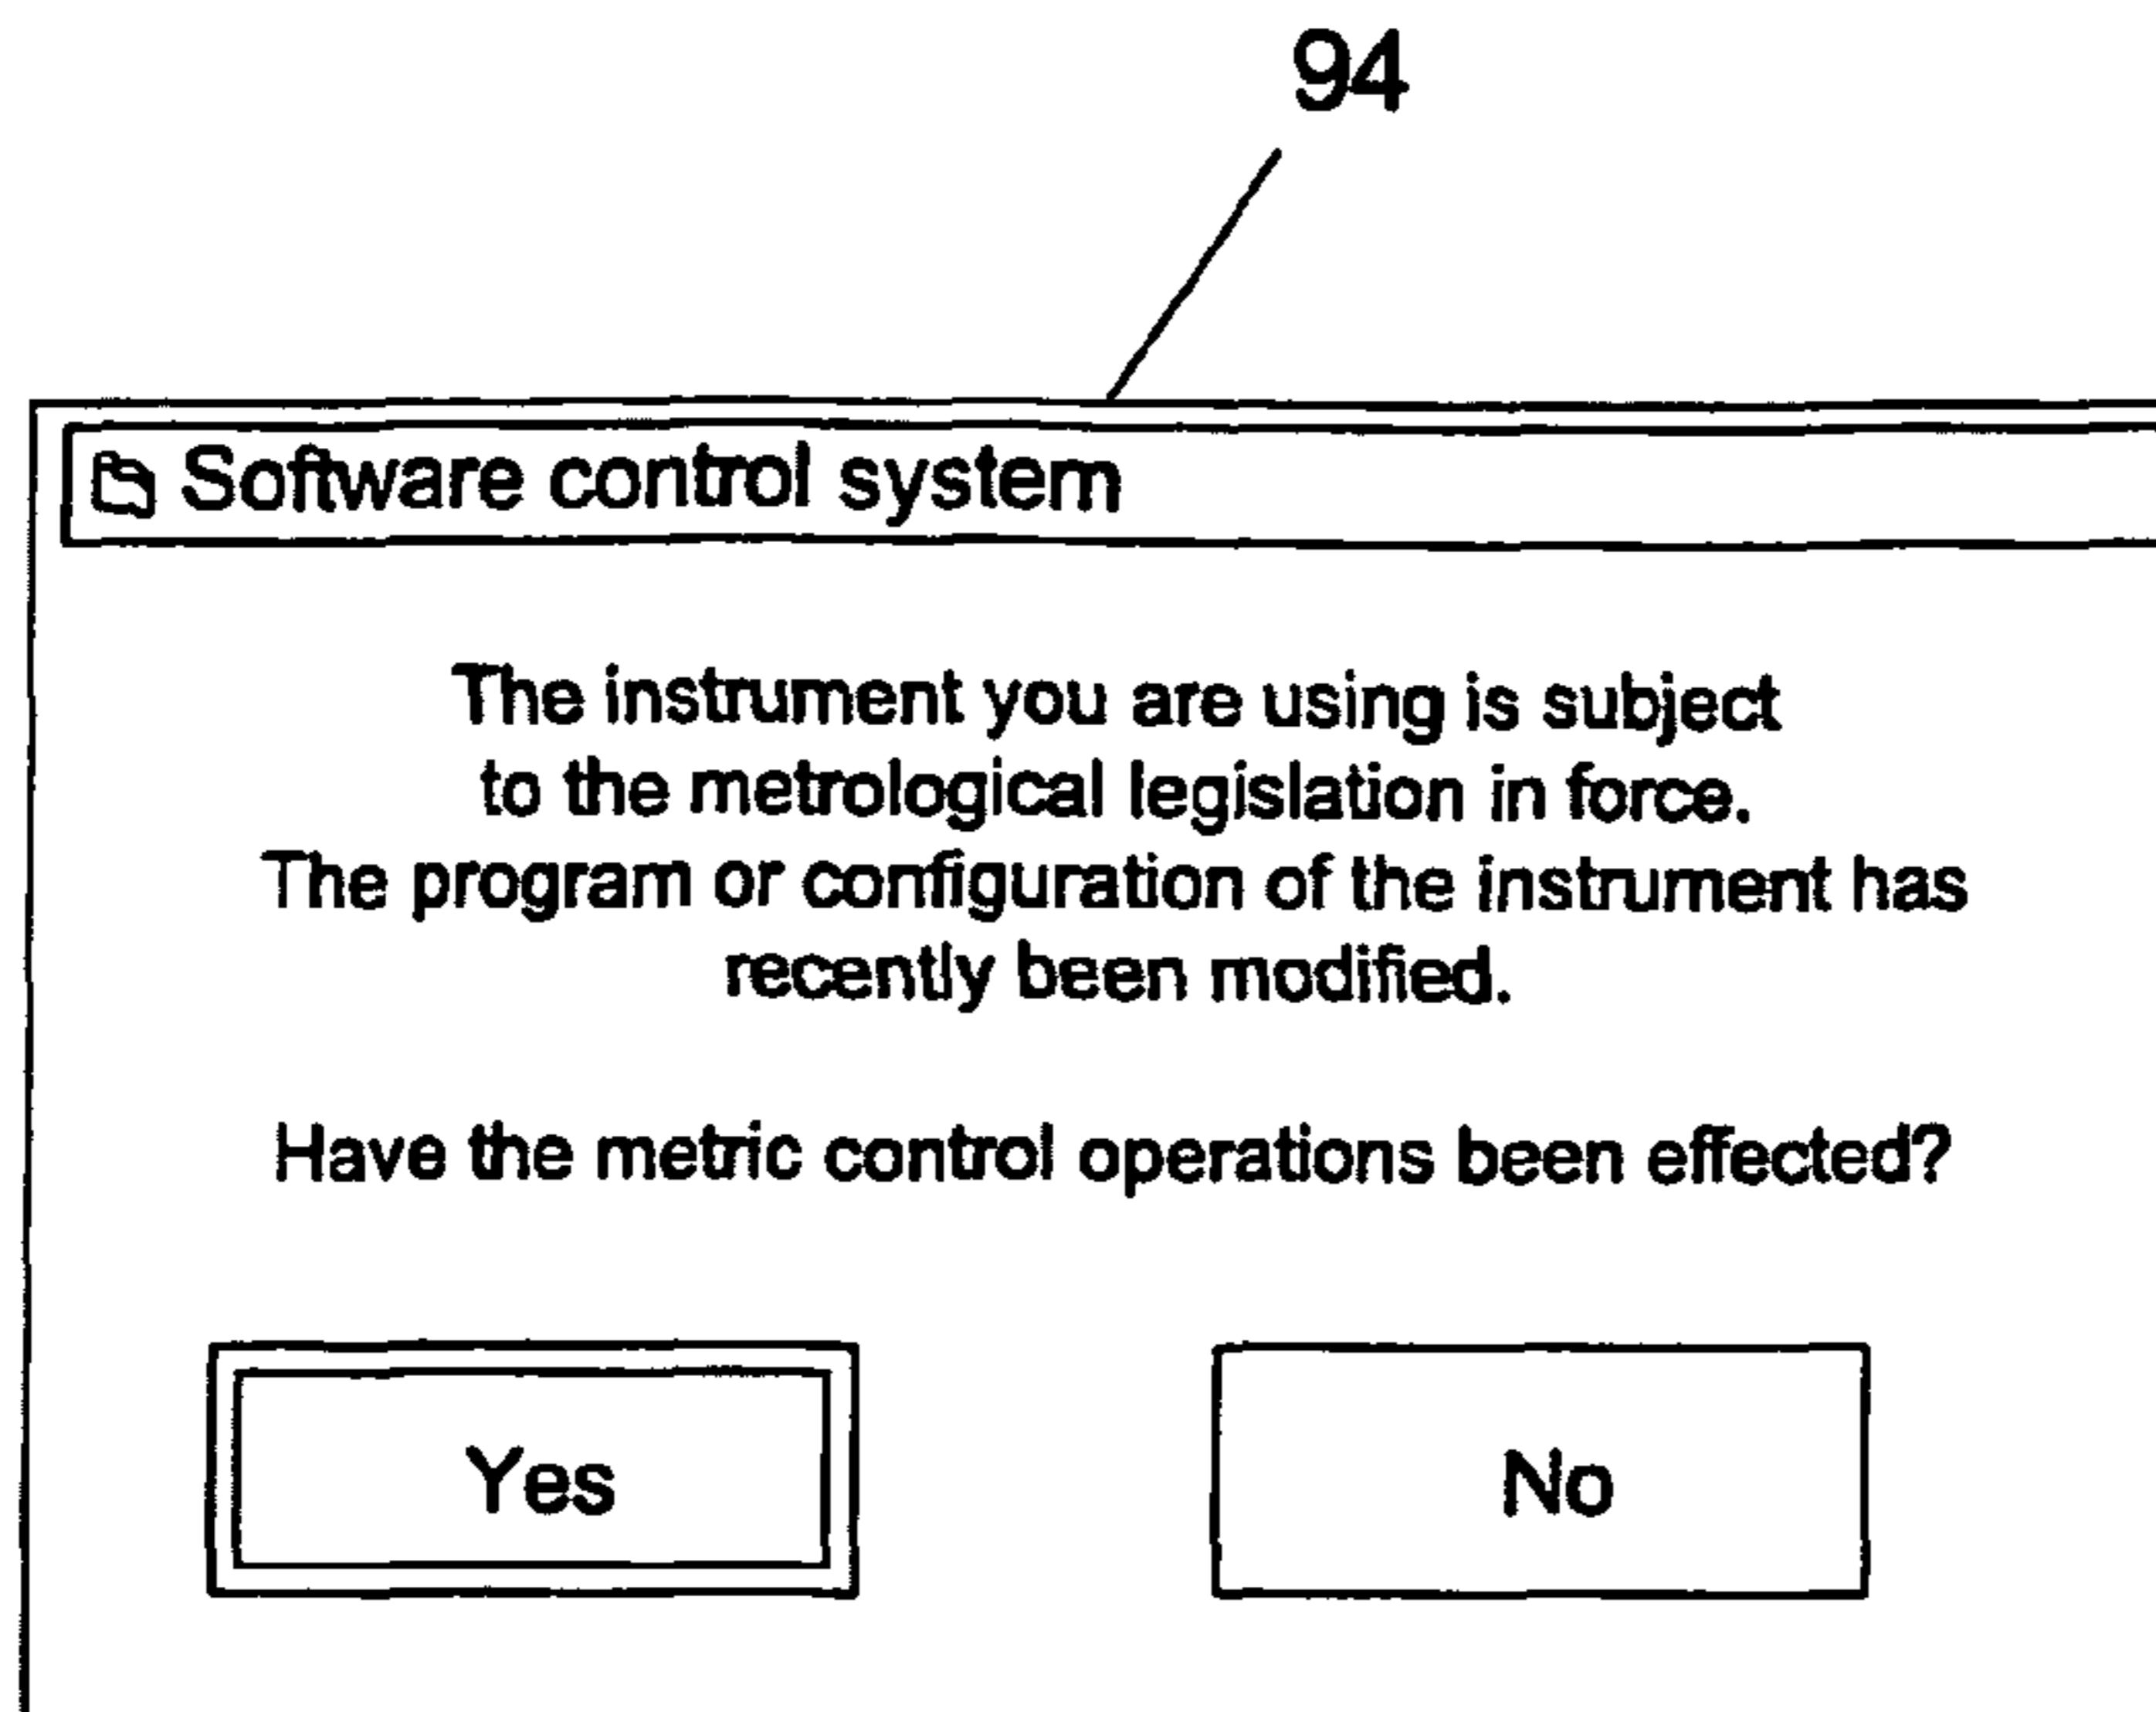 94
Software control system
The instrument you are using is subject
to the metrological legislation in force.
The program or configuration of the instrument has
recently been modified.
Have the metric control operations been effected?
Yes
No